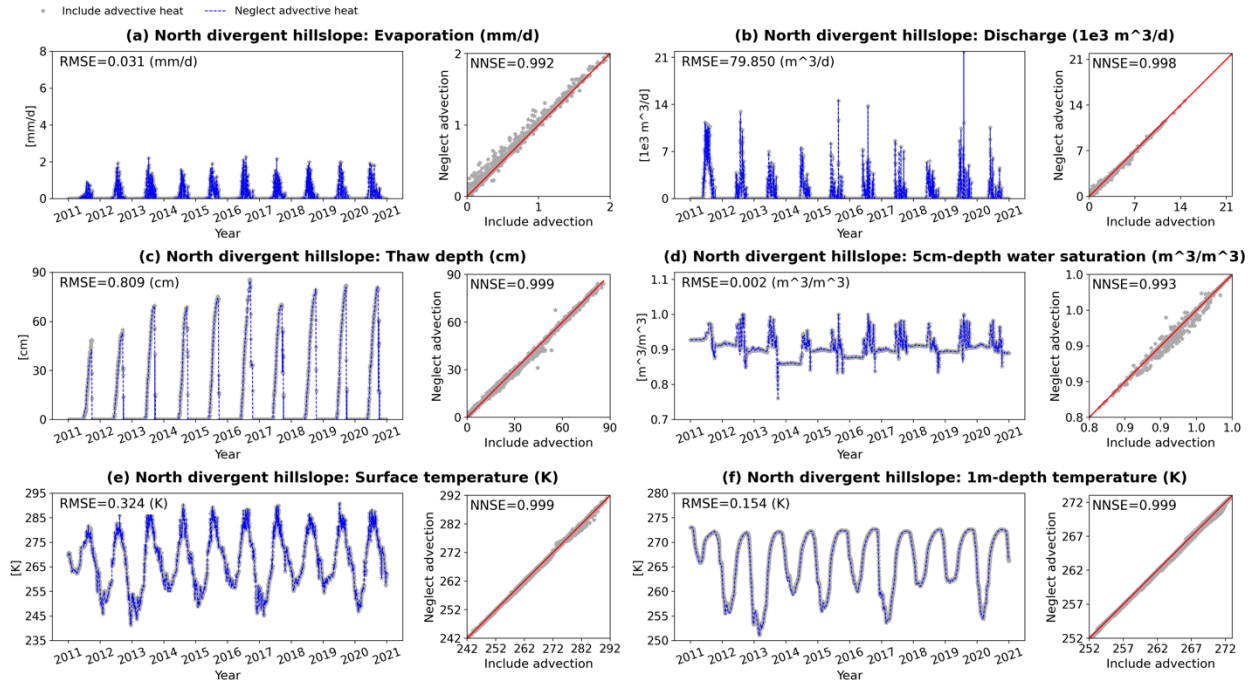 Include advective heat Neglect advective heat
(a) North divergent hillslope: Evaporation (mm/d)
RMSE=0.031 (mm/d)
[mm/d]
8
6
4
2
0
2011 2012 2013 2014 2015 2016 2017 2018 2019 2020 2021
Year
NNSE=0.992
Neglect advection
2
1
0
0 1 2
Include advection
(b) North divergent hillslope: Discharge (1e3 m^3/d)
RMSE=79.850 (m^3/d)
[1e3 m^3/d]
21
14
7
0
2011 2012 2013 2014 2015 2016 2017 2018 2019 2020 2021
Year
NNSE=0.998
Neglect advection
21
14
7
0
0 7 14 21
Include advection
(c) North divergent hillslope: Thaw depth (cm)
RMSE=0.809 (cm)
[cm]
90
60
30
0
2011 2012 2013 2014 2015 2016 2017 2018 2019 2020 2021
Year
NNSE=0.999
Neglect advection
90
60
30
0
0 30 60 90
Include advection
(d) North divergent hillslope: 5cm-depth water saturation (m^3/m^3)
RMSE=0.002 (m^3/m^3)
[m^3/m^3]
1.1
1.0
0.9
0.8
0.7
2011 2012 2013 2014 2015 2016 2017 2018 2019 2020 2021
Year
NNSE=0.993
Neglect advection
1.0
1.0
0.9
0.9
0.8
0.8 0.9 0.9 1.0 1.0
Include advection
(e) North divergent hillslope: Surface temperature (K)
RMSE=0.324 (K)
[K]
295
285
275
265
255
245
235
2011 2012 2013 2014 2015 2016 2017 2018 2019 2020 2021
Year
NNSE=0.999
Neglect advection
292
282
272
262
252
242
242 252 262 272 282 292
Include advection
(f) North divergent hillslope: 1m-depth temperature (K)
RMSE=0.154 (K)
[K]
280
275
270
265
260
255
250
2011 2012 2013 2014 2015 2016 2017 2018 2019 2020 2021
Year
NNSE=0.999
Neglect advection
272
267
262
257
252
252 257 262 267 272
Include advection